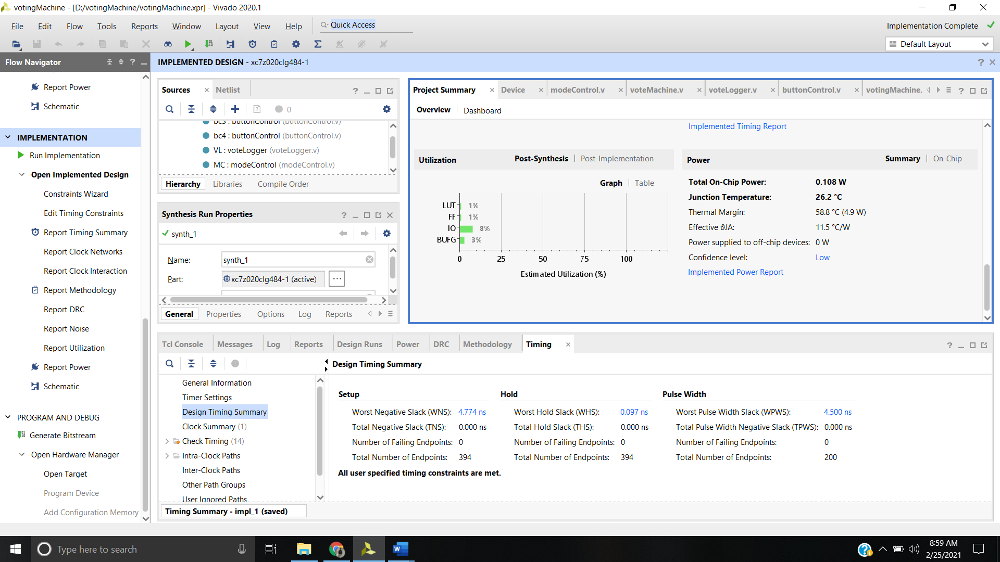 votingMachine - [D:/votingMachine/votingMachine.xpr] - Vivado 2020.1
File Edit Flow Tools Reports Window Layout View Help Quick Access
Implementation Complete
Default Layout
Flow Navigator
Report Power
Schematic
IMPLEMENTATION
Run Implementation
Open Implemented Design
Constraints Wizard
Edit Timing Constraints
Report Timing Summary
Report Clock Networks
Report Clock Interaction
Report Methodology
Report DRC
Report Noise
Report Utilization
Report Power
Schematic
PROGRAM AND DEBUG
Generate Bitstream
Open Hardware Manager
Open Target
Program Device
Add Configuration Memory
IMPLEMENTED DESIGN - xc7z020clg484-1
Sources Netlist
0
bc3 : buttonControl (buttonControl.v)
bc4 : buttonControl (buttonControl.v)
VL : voteLogger (voteLogger.v)
MC : modeControl (modeControl.v)
Hierarchy Libraries Compile Order
Synthesis Run Properties
synth_1
Name: synth_1
Part: xc7z020clg484-1 (active) ...
General Properties Options Log Reports
Project Summary Device modeControl.v voteMachine.v voteLogger.v buttonControl.v votingMachine.
Overview Dashboard
Implemented Timing Report
Utilization Post-Synthesis Post-Implementation
Graph Table
LUT 1%
FF 1%
IO 8%
BUFG 3%
0 25 50 75 100
Estimated Utilization (%)
Power Summary On-Chip
Total On-Chip Power: 0.108 W
Junction Temperature: 26.2 °C
Thermal Margin: 58.8 °C (4.9 W)
Effective ϑJA: 11.5 °C/W
Power supplied to off-chip devices: 0 W
Confidence level: Low
Implemented Power Report
Tcl Console Messages Log Reports Design Runs Power DRC Methodology Timing
General Information
Timer Settings
Design Timing Summary
Clock Summary (1)
Check Timing (14)
Intra-Clock Paths
Inter-Clock Paths
Other Path Groups
User Ignored Paths
Timing Summary - impl_1 (saved)
Design Timing Summary
Setup Hold Pulse Width
Worst Negative Slack (WNS): 4.774 ns Worst Hold Slack (WHS): 0.097 ns Worst Pulse Width Slack (WPWS): 4.500 ns
Total Negative Slack (TNS): 0.000 ns Total Hold Slack (THS): 0.000 ns Total Pulse Width Negative Slack (TPWS): 0.000 ns
Number of Failing Endpoints: 0 Number of Failing Endpoints: 0 Number of Failing Endpoints: 0
Total Number of Endpoints: 394 Total Number of Endpoints: 394 Total Number of Endpoints: 200
All user specified timing constraints are met.
Type here to search
8:59 AM
2/25/2021